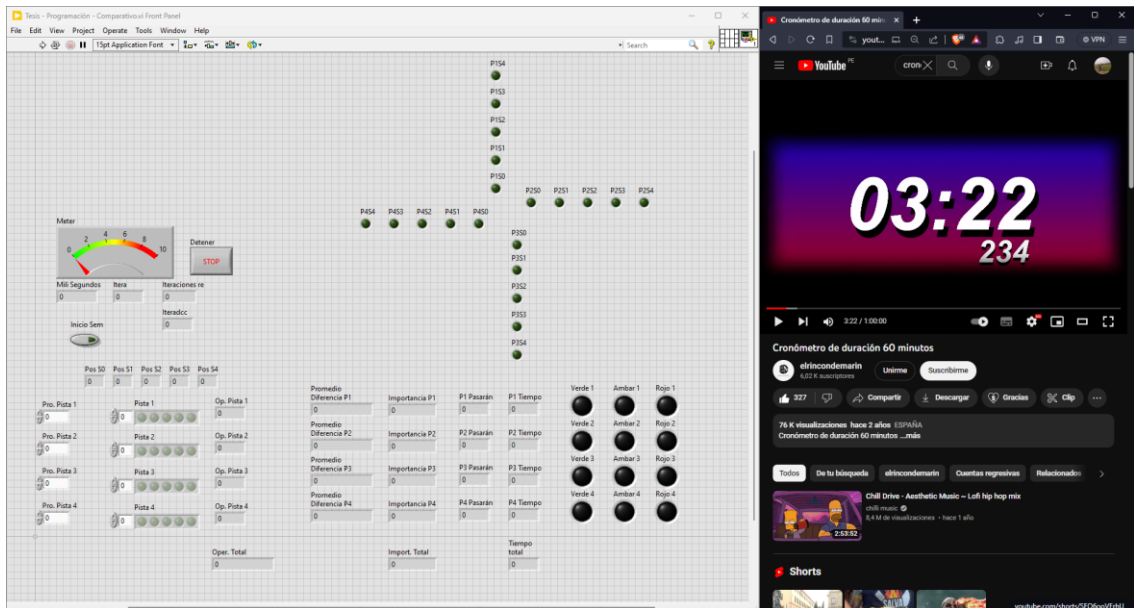 Tesis - Programación - Comparativo.vi Front Panel
File Edit View Project Operate Tools Window Help
15pt Application Font
Search
P1S4
P1S3
P1S2
P1S1
P1S0
P2S0 P2S1 P2S2 P2S3 P2S4
P4S4 P4S3 P4S2 P4S1 P4S0
P3S0
P3S1
P3S2
P3S3
P3S4
Meter
0 2 4 6 8 10
Detener
STOP
Mili Segundos Itera Iteraciones re
0 0 0
Iteradcc
0
Inicio Sem
Pos S0 Pos S1 Pos S2 Pos S3 Pos S4
0 0 0 0 0
Pro. Pista 1 Pista 1 Op. Pista 1
0 0 0
Pro. Pista 2 Pista 2 Op. Pista 2
0 0 0
Pro. Pista 3 Pista 3 Op. Pista 3
0 0 0
Pro. Pista 4 Pista 4 Op. Pista 4
0 0 0
Oper. Total
0
Promedio
Diferencia P1 Importancia P1 P1 Pasarán P1 Tiempo
0 0 0 0
Promedio
Diferencia P2 Importancia P2 P2 Pasarán P2 Tiempo
0 0 0 0
Promedio
Diferencia P3 Importancia P3 P3 Pasarán P3 Tiempo
0 0 0 0
Promedio
Diferencia P4 Importancia P4 P4 Pasarán P4 Tiempo
0 0 0 0
Import. Total
0
Tiempo
total
0
Verde 1 Ambar 1 Rojo 1
Verde 2 Ambar 2 Rojo 2
Verde 3 Ambar 3 Rojo 3
Verde 4 Ambar 4 Rojo 4
Cronómetro de duración 60 min
yout...
VPN
YouTube PE
cron
03:22
234
3:22 / 1:00:00
Cronómetro de duración 60 minutos
elrincondemarin
6,02 K suscriptores
Unirme
Suscribirme
327
Compartir
Descargar
Gracias
Clip
76 K visualizaciones hace 2 años ESPAÑA
Cronómetro de duración 60 minutos ...más
Todos De tu búsqueda elrincondemarin Cuentas regresivas Relacionados
Chill Drive - Aesthetic Music ~ Lofi hip hop mix
chilli music
8,4 M de visualizaciones • hace 1 año
2:53:52
Shorts